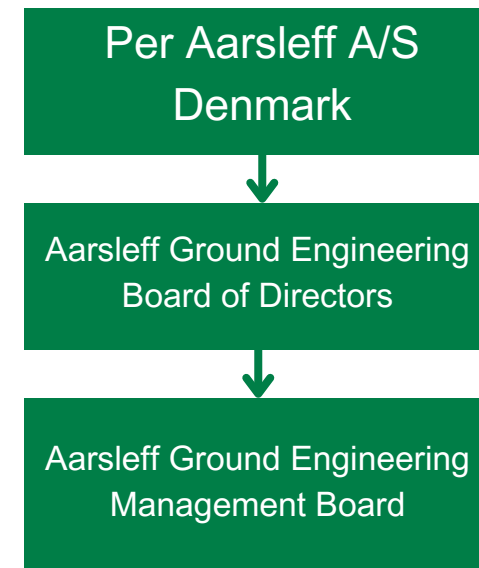 Per Aarsleff A/S
Denmark
Aarsleff Ground Engineering
Board of Directors
Aarsleff Ground Engineering
Management Board